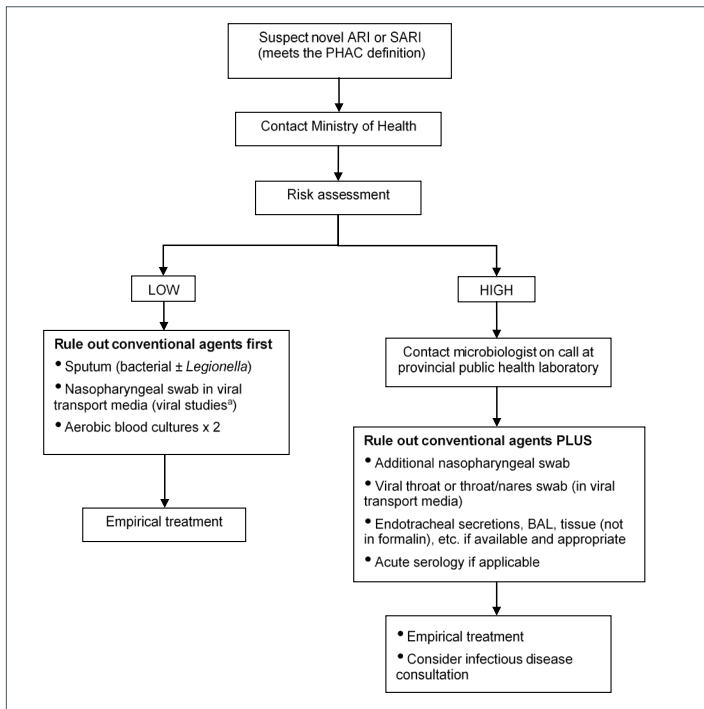 Suspect novel ARI or SARI
(meets the PHAC definition)
Contact Ministry of Health
Risk assessment
LOW
HIGH
Rule out conventional agents first
• Sputum (bacterial ± Legionella)
• Nasopharyngeal swab in viral
transport media (viral studiesª)
• Aerobic blood cultures x 2
Empirical treatment
Contact microbiologist on call at
provincial public health laboratory
Rule out conventional agents PLUS
• Additional nasopharyngeal swab
• Viral throat or throat/nares swab (in viral
transport media)
• Endotracheal secretions, BAL, tissue (not
in formalin), etc. if available and appropriate
• Acute serology if applicable
• Empirical treatment
• Consider infectious disease
consultation